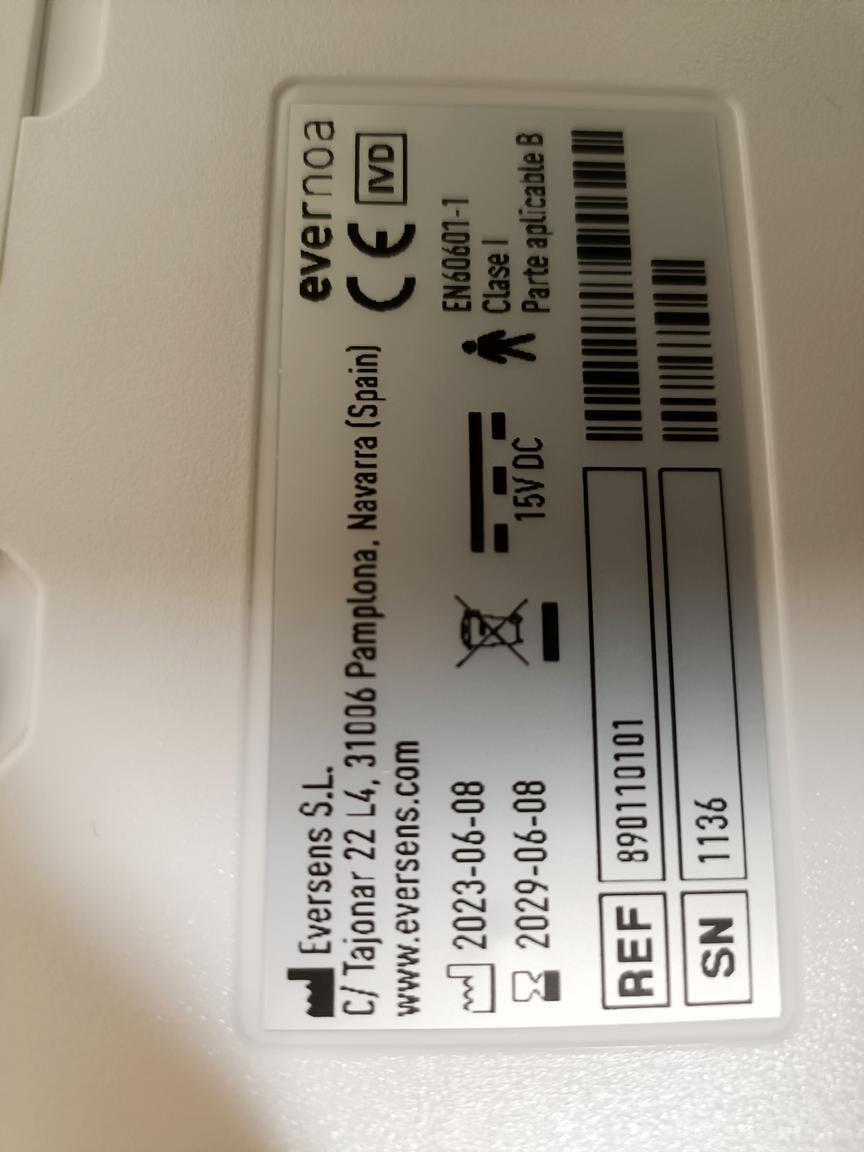 Eversens S.L.
evernoa
C/ Tajonar 22 L4, 31006 Pamplona, Navarra (Spain)
www.eversens.com
CE IVD
2023-06-08
2029-06-08
15V DC
EN60601-1
Clase I
Parte aplicable B
REF 890110101
SN 1136